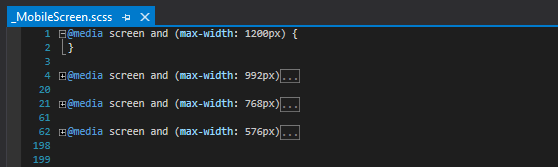 _MobileScreen.scss
1 @media screen and (max-width: 1200px) {
2 }
3
4 @media screen and (max-width: 992px)...
20
21 @media screen and (max-width: 768px)...
61
62 @media screen and (max-width: 576px)...
198
199